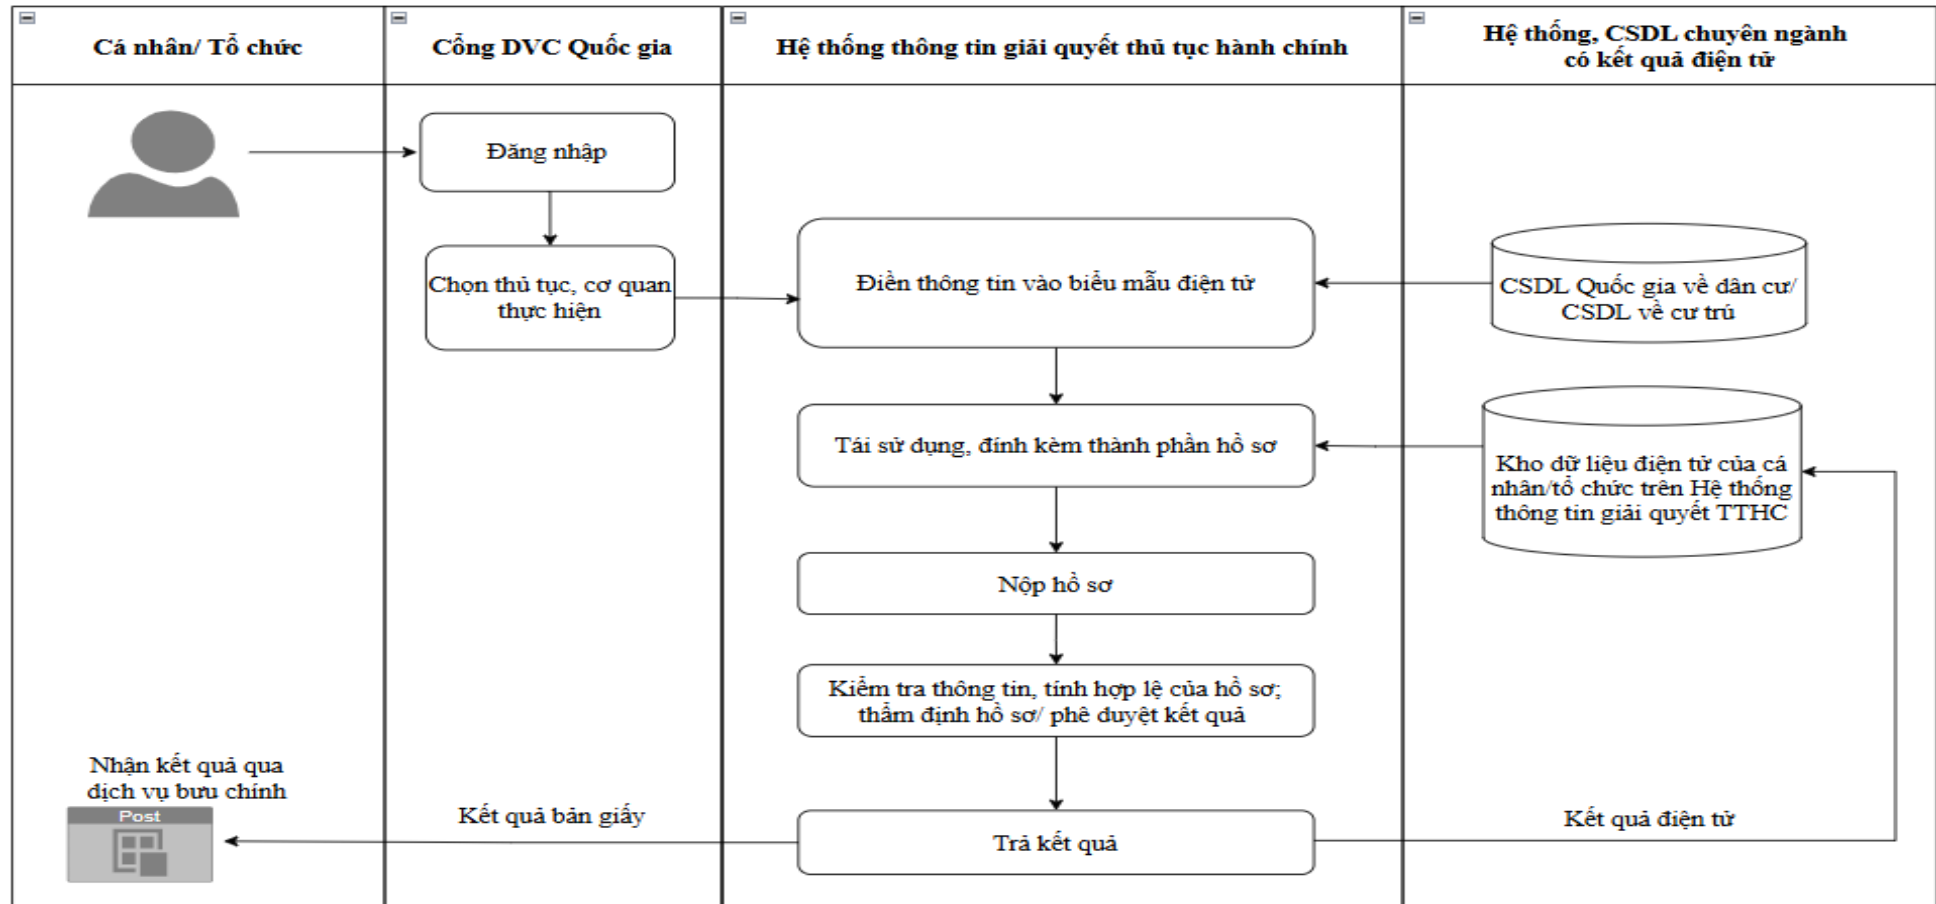 Cá nhân/ Tổ chức
Cổng DVC Quốc gia
Hệ thống thông tin giải quyết thủ tục hành chính
Hệ thống, CSDL chuyên ngành
có kết quả điện tử
Đăng nhập
Chọn thủ tục, cơ quan
thực hiện
Điền thông tin vào biểu mẫu điện tử
CSDL Quốc gia về dân cư/
CSDL về cư trú
Tái sử dụng, đính kèm thành phần hồ sơ
Kho dữ liệu điện tử của cá
nhân/tổ chức trên Hệ thống
thông tin giải quyết TTHC
Nộp hồ sơ
Kiểm tra thông tin, tính hợp lệ của hồ sơ;
thẩm định hồ sơ/ phê duyệt kết quả
Nhận kết quả qua
dịch vụ bưu chính
Post
Kết quả bản giấy
Trả kết quả
Kết quả điện tử